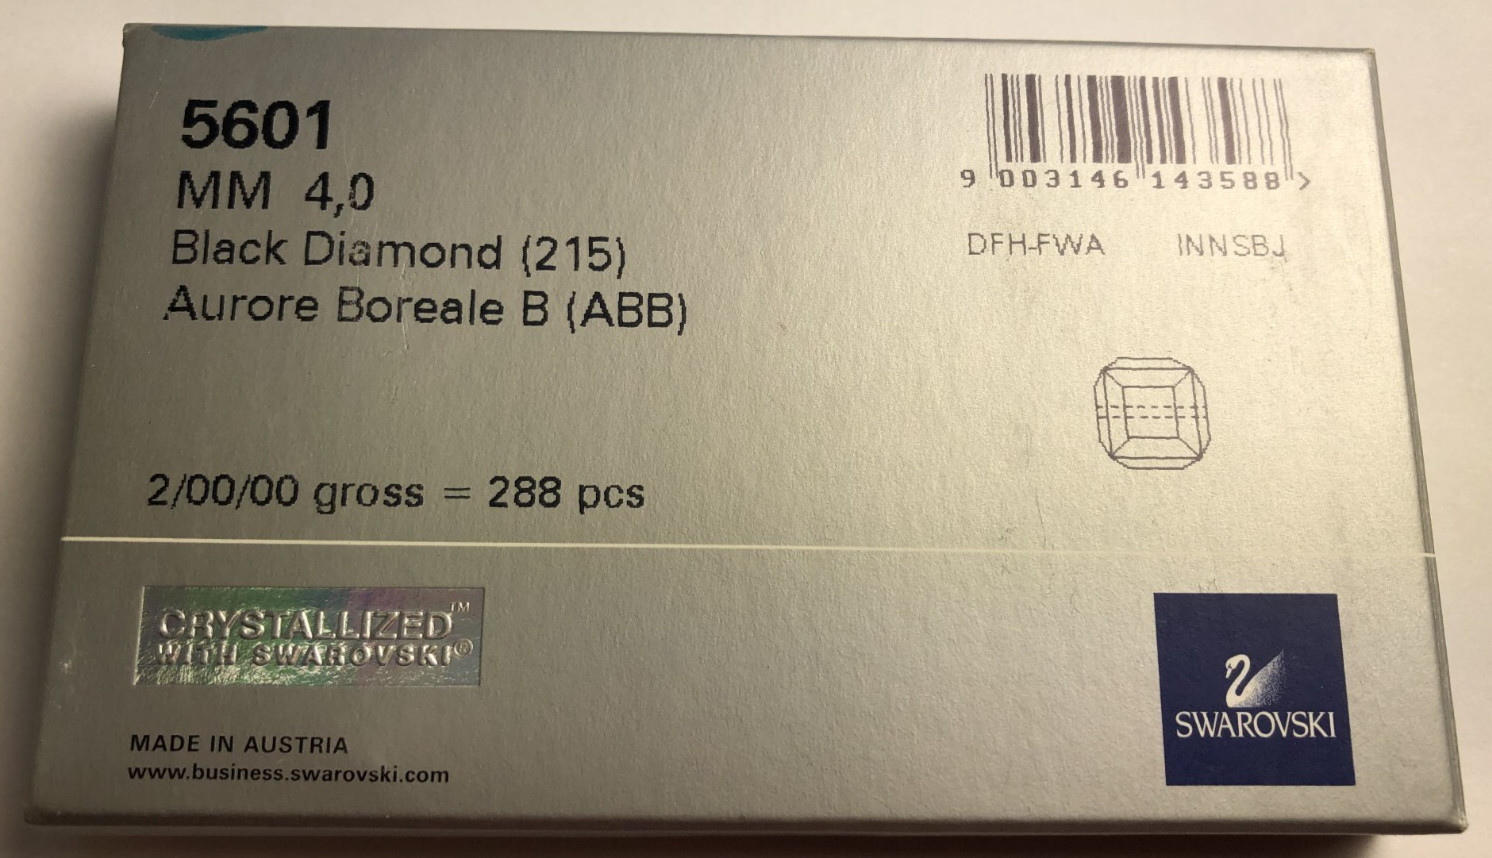 5601
MM 4,0
Black Diamond (215)
Aurore Boreale B (ABB)
9 003146 143588 >
DFH-FWA INNSBJ
2/00/00 gross = 288 pcs
CRYSTALLIZED™
WITH SWAROVSKI®
MADE IN AUSTRIA
www.business.swarovski.com
SWAROVSKI